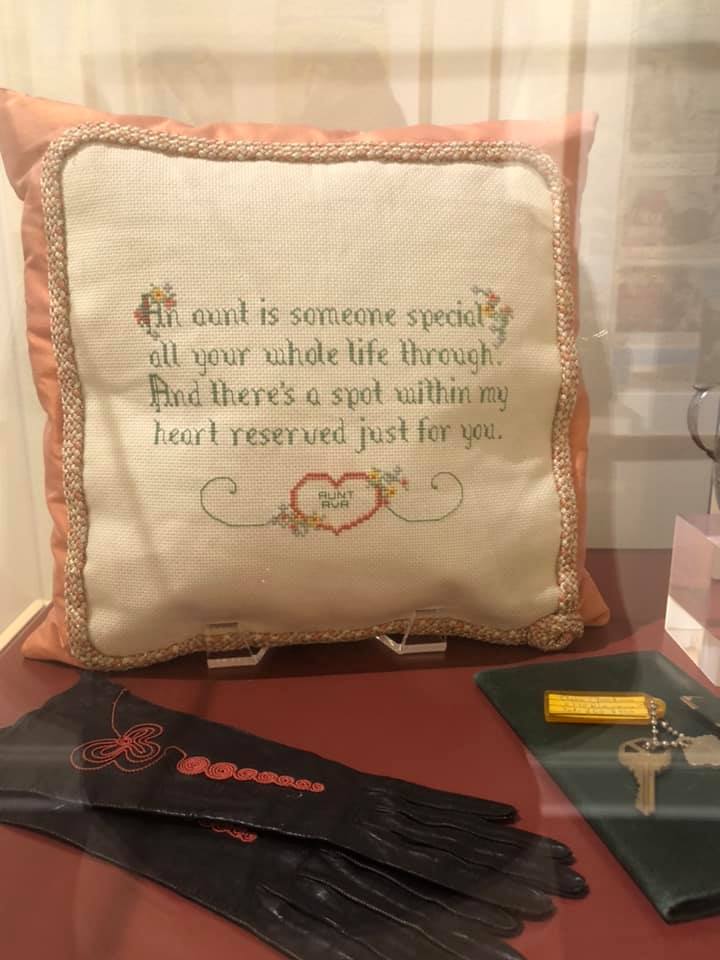 An aunt is someone special
all your whole life through.
And there's a spot within my
heart reserved just for you.
AUNT
AVA